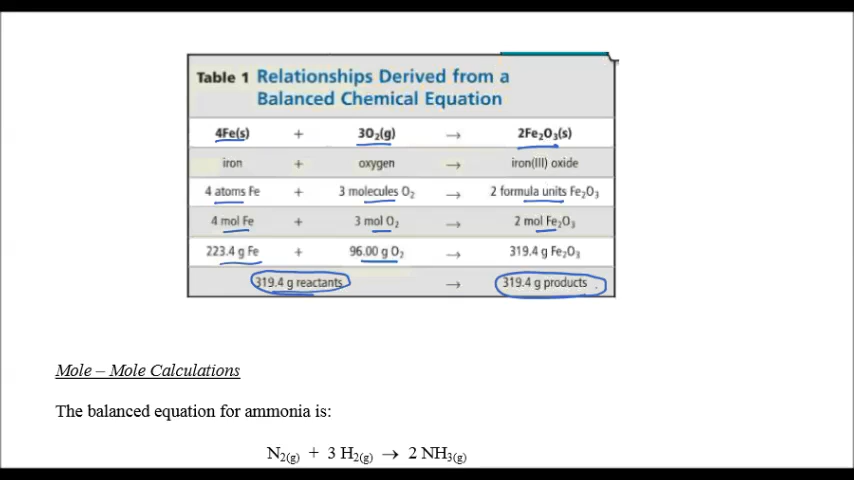 Table 1 Relationships Derived from a
Balanced Chemical Equation
4Fe(s) + 3O₂(g) → 2Fe₂O₃(s)
iron + oxygen → iron(III) oxide
4 atoms Fe + 3 molecules O₂ → 2 formula units Fe₂O₃
4 mol Fe + 3 mol O₂ → 2 mol Fe₂O₃
223.4 g Fe + 96.00 g O₂ → 319.4 g Fe₂O₃
319.4 g reactants → 319.4 g products
Mole – Mole Calculations
The balanced equation for ammonia is:
N₂(g) + 3 H₂(g) → 2 NH₃(g)